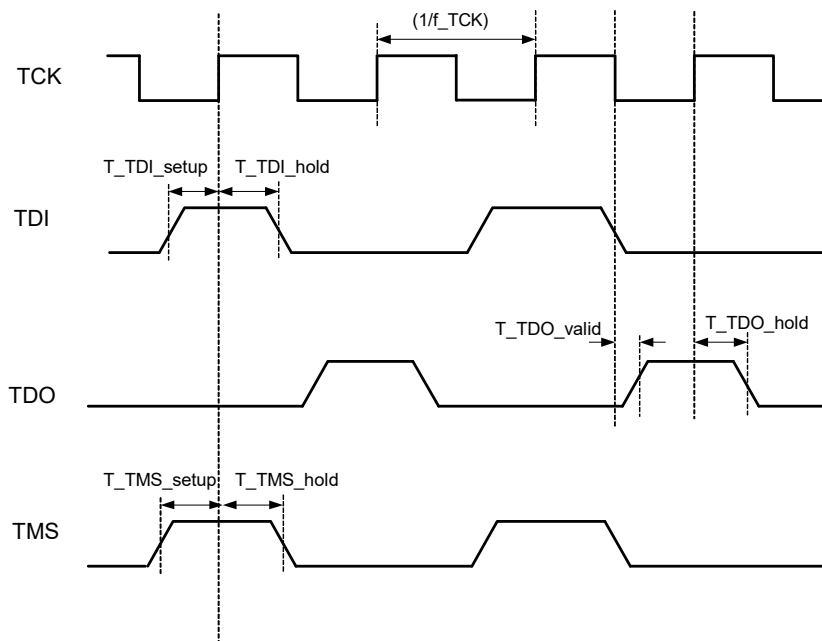 (1/f_TCK)
TCK
T_TDI_setup T_TDI_hold
TDI
T_TDO_valid T_TDO_hold
TDO
T_TMS_setup T_TMS_hold
TMS